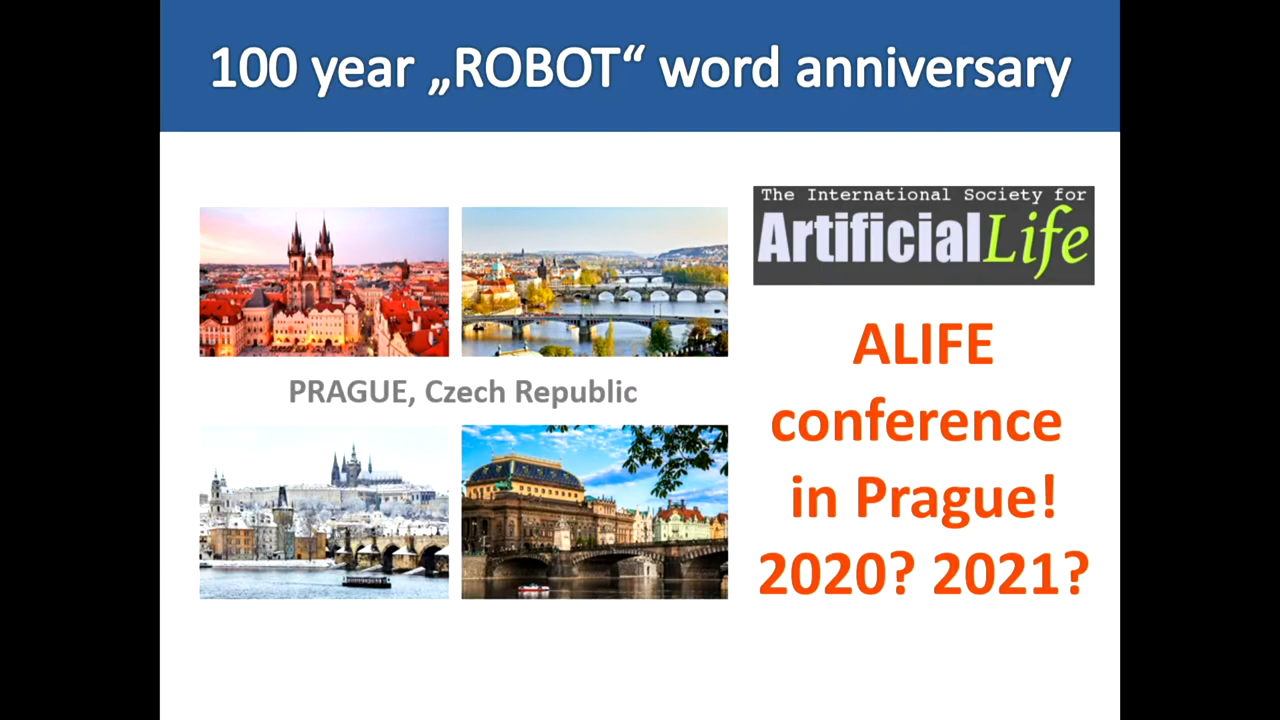 100 year „ROBOT“ word anniversary
The International Society for
ArtificialLife
PRAGUE, Czech Republic
ALIFE
conference
in Prague!
2020? 2021?